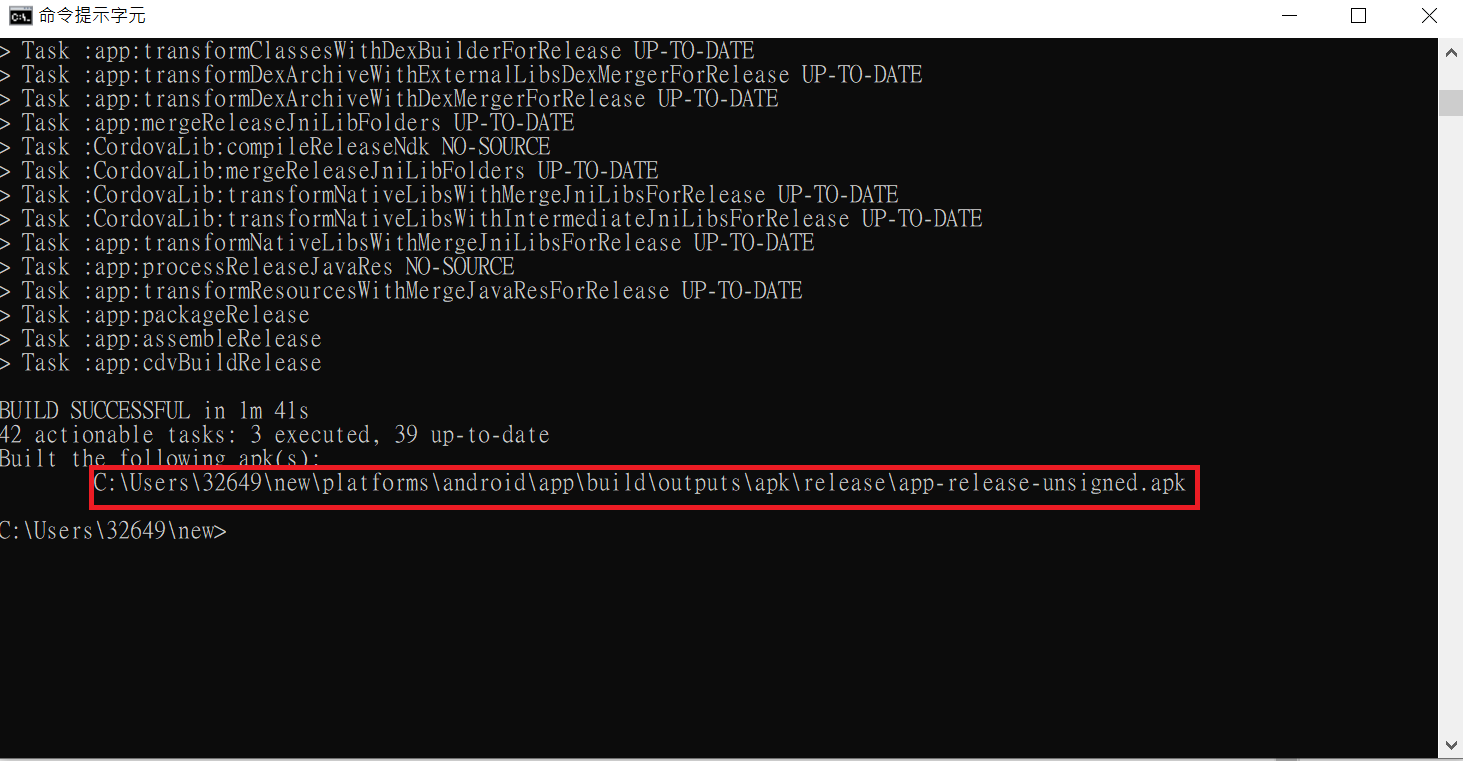 命令提示字元
> Task :app:transformClassesWithDexBuilderForRelease UP-TO-DATE
> Task :app:transformDexArchiveWithExternalLibsDexMergerForRelease UP-TO-DATE
> Task :app:transformDexArchiveWithDexMergerForRelease UP-TO-DATE
> Task :app:mergeReleaseJniLibFolders UP-TO-DATE
> Task :CordovaLib:compileReleaseNdk NO-SOURCE
> Task :CordovaLib:mergeReleaseJniLibFolders UP-TO-DATE
> Task :CordovaLib:transformNativeLibsWithMergeJniLibsForRelease UP-TO-DATE
> Task :CordovaLib:transformNativeLibsWithIntermediateJniLibsForRelease UP-TO-DATE
> Task :app:transformNativeLibsWithMergeJniLibsForRelease UP-TO-DATE
> Task :app:processReleaseJavaRes NO-SOURCE
> Task :app:transformResourcesWithMergeJavaResForRelease UP-TO-DATE
> Task :app:packageRelease
> Task :app:assembleRelease
> Task :app:cdvBuildRelease
BUILD SUCCESSFUL in 1m 41s
42 actionable tasks: 3 executed, 39 up-to-date
Built the following apk(s):
C:\Users\32649\new\platforms\android\app\build\outputs\apk\release\app-release-unsigned.apk
C:\Users\32649\new>